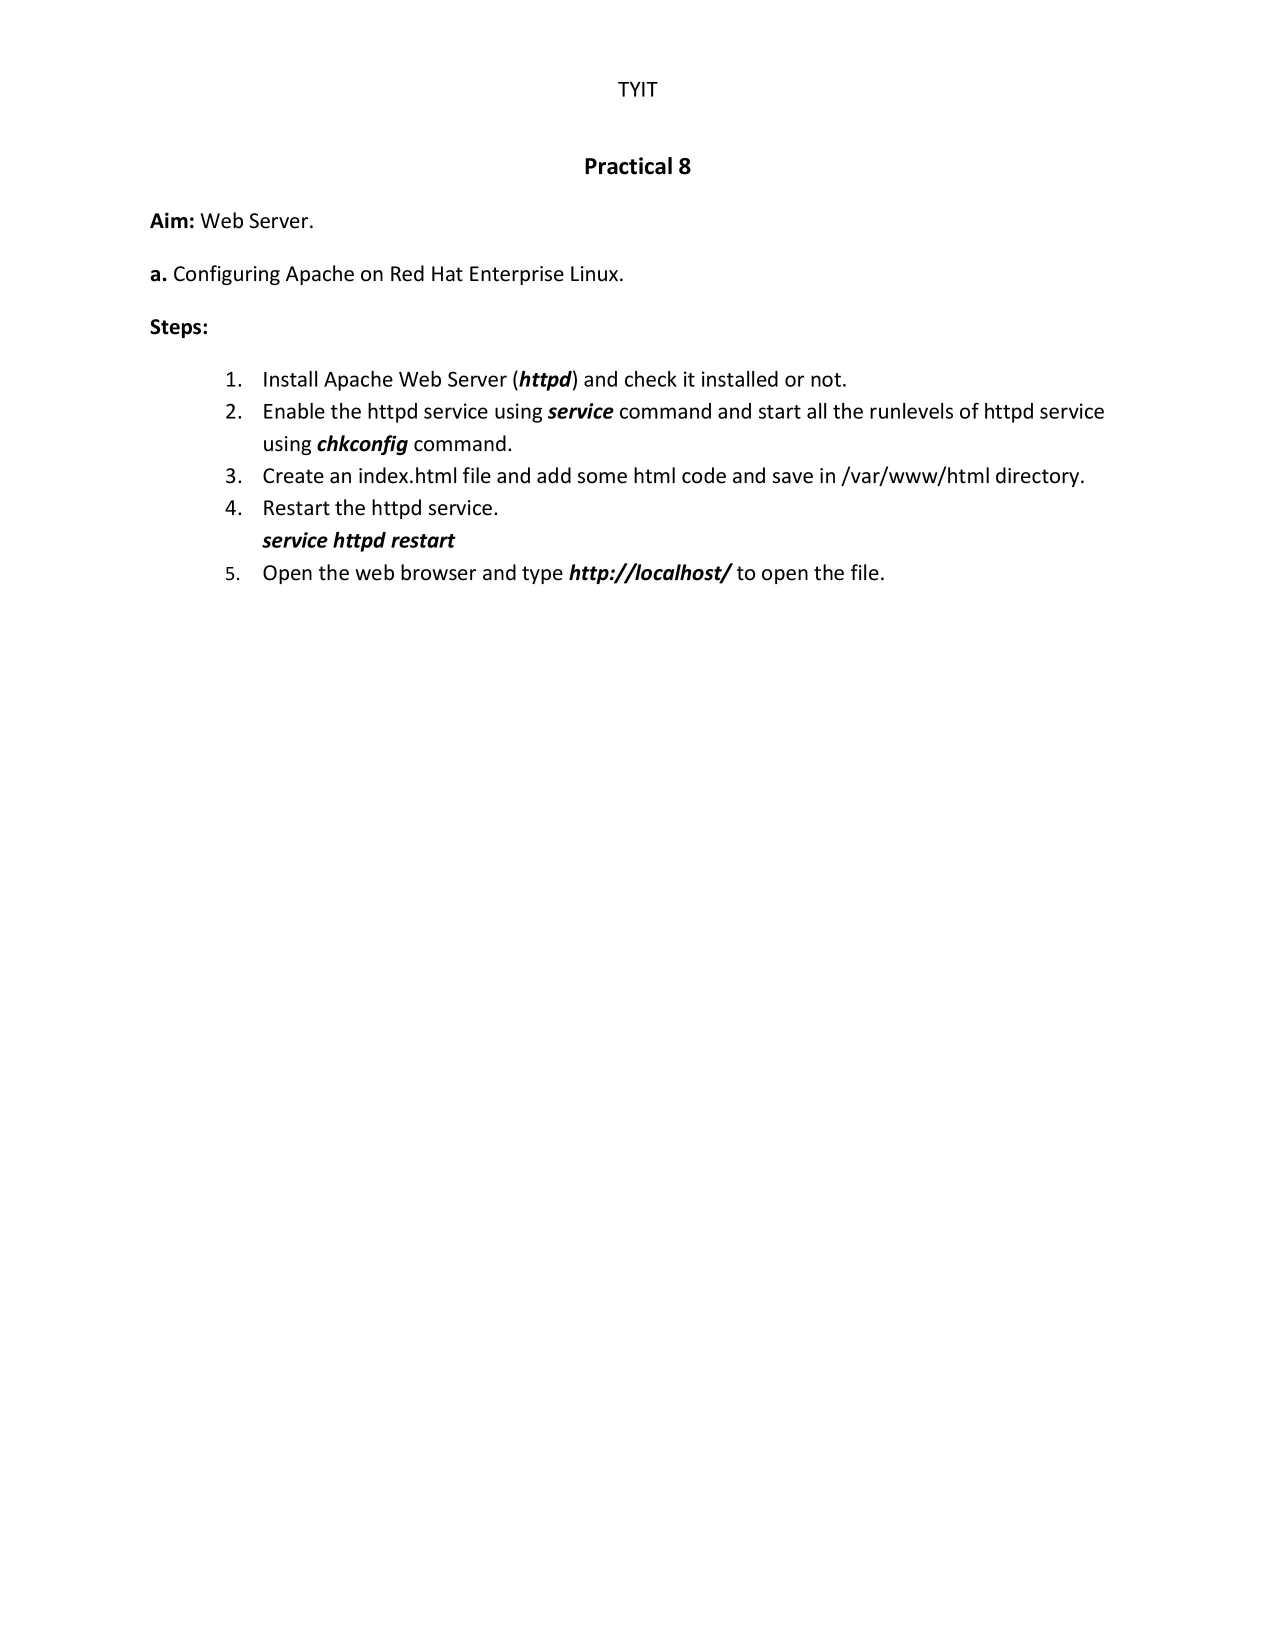 TYIT
Practical 8
Aim: Web Server.
a. Configuring Apache on Red Hat Enterprise Linux.
Steps:
1. Install Apache Web Server (httpd) and check it installed or not.
2. Enable the httpd service using service command and start all the runlevels of httpd service
using chkconfig command.
3. Create an index.html file and add some html code and save in /var/www/html directory.
4. Restart the httpd service.
service httpd restart
5. Open the web browser and type http://localhost/ to open the file.